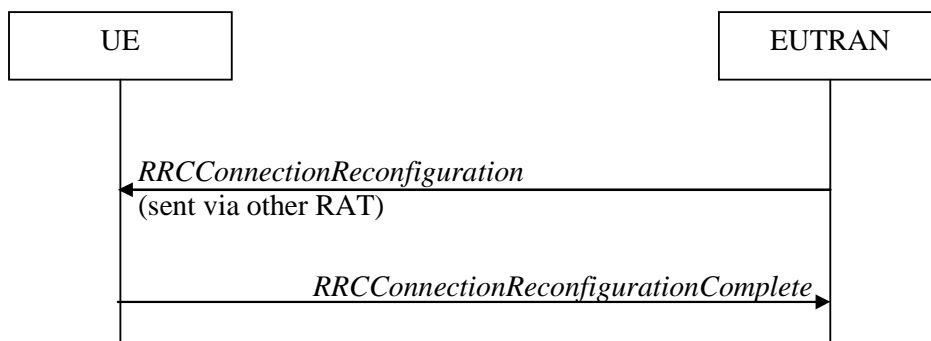 UE
EUTRAN
RRCConnectionReconfiguration
(sent via other RAT)
RRCConnectionReconfigurationComplete